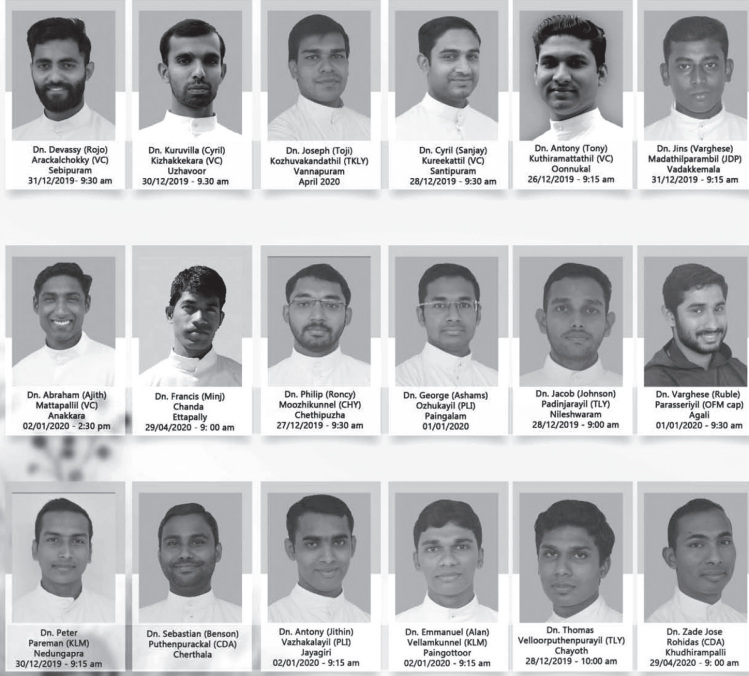 Dn. Devassy (Rojo)
Arackalchokky (VC)
Sebipuram
31/12/2019- 9:30 am
Dn. Kuruvilla (Cyril)
Kizhakkekara (VC)
Uzhavoor
30/12/2019 - 9.30 am
Dn. Joseph (Toji)
Kozhuvakandathil (TKLY)
Vannapuram
April 2020
Dn. Cyril (Sanjay)
Kureekattil (VC)
Santipuram
28/12/2019 - 9:30 am
Dn. Antony (Tony)
Kuthiramattathil (VC)
Oonnukal
26/12/2019 - 9:15 am
Dn. Jins (Varghese)
Madathilparambil (JDP)
Vadakkemala
31/12/2019 - 9:15 am
Dn. Abraham (Ajith)
Mattapallil (VC)
Anakkara
02/01/2020 - 2:30 pm
Dn. Francis (Minj)
Chanda
Ettapally
29/04/2020 - 9: 00 am
Dn. Philip (Roncy)
Moozhikunnel (CHY)
Chethipuzha
27/12/2019 - 9:30 am
Dn. George (Ashams)
Ozhukayil (PLI)
Paingalam
01/01/2020
Dn. Jacob (Johnson)
Padinjarayil (TLY)
Nileshwaram
28/12/2019 - 9:00 am
Dn. Varghese (Ruble)
Parasseriyil (OFM cap)
Agali
01/01/2020 - 9:30 am
Dn. Peter
Pareman (KLM)
Nedungapra
30/12/2019 - 9:15 am
Dn. Sebastian (Benson)
Puthenpurackal (CDA)
Cherthala
Dn. Antony (Jithin)
Vazhakalayil (PLI)
Jayagiri
02/01/2020 - 9:15 am
Dn. Emmanuel (Alan)
Vellamkunnel (KLM)
Paingottoor
02/01/2020 - 9:15 am
Dn. Thomas
Velloorputhenpurayil (TLY)
Chayoth
28/12/2019 - 10:00 am
Dn. Zade Jose
Rohidas (CDA)
Khudhirampalli
29/04/2020 - 9: 00 am